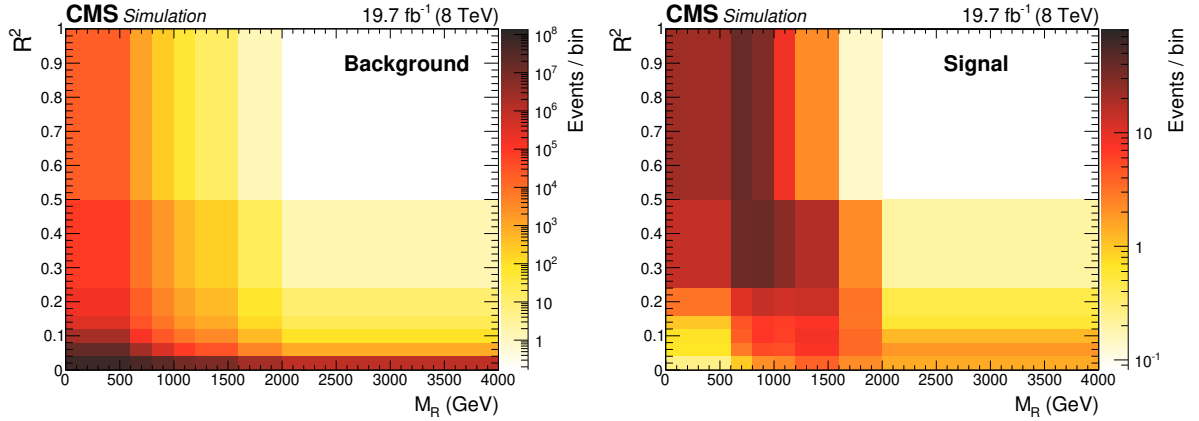 CMS Simulation 19.7 fb⁻¹ (8 TeV)
R²
1
0.9
0.8
0.7
0.6
0.5
0.4
0.3
0.2
0.1
0
Background
0 500 1000 1500 2000 2500 3000 3500 4000
M_R (GeV)
10⁸
10⁷
10⁶
10⁵
10⁴
10³
10²
10
1
Events / bin
CMS Simulation 19.7 fb⁻¹ (8 TeV)
R²
1
0.9
0.8
0.7
0.6
0.5
0.4
0.3
0.2
0.1
0
Signal
0 500 1000 1500 2000 2500 3000 3500 4000
M_R (GeV)
10
1
10⁻¹
Events / bin